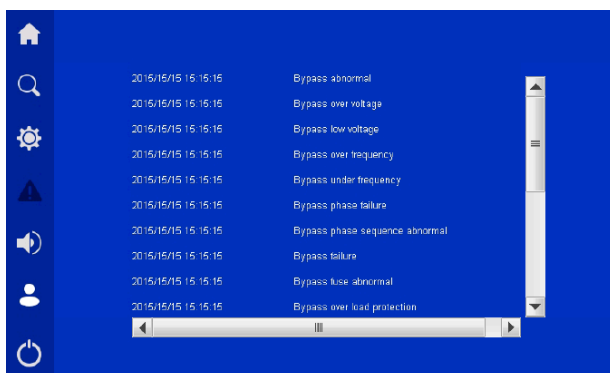 2015/15/15 15:15:15 Bypass abnormal
2015/15/15 15:15:15 Bypass over voltage
2015/15/15 15:15:15 Bypass low voltage
2015/15/15 15:15:15 Bypass over frequency
2015/15/15 15:15:15 Bypass under frequency
2015/15/15 15:15:15 Bypass phase failure
2015/15/15 15:15:15 Bypass phase sequence abnormal
2015/15/15 15:15:15 Bypass failure
2015/15/15 15:15:15 Bypass fuse abnormal
2015/15/15 15:15:15 Bypass over load protection